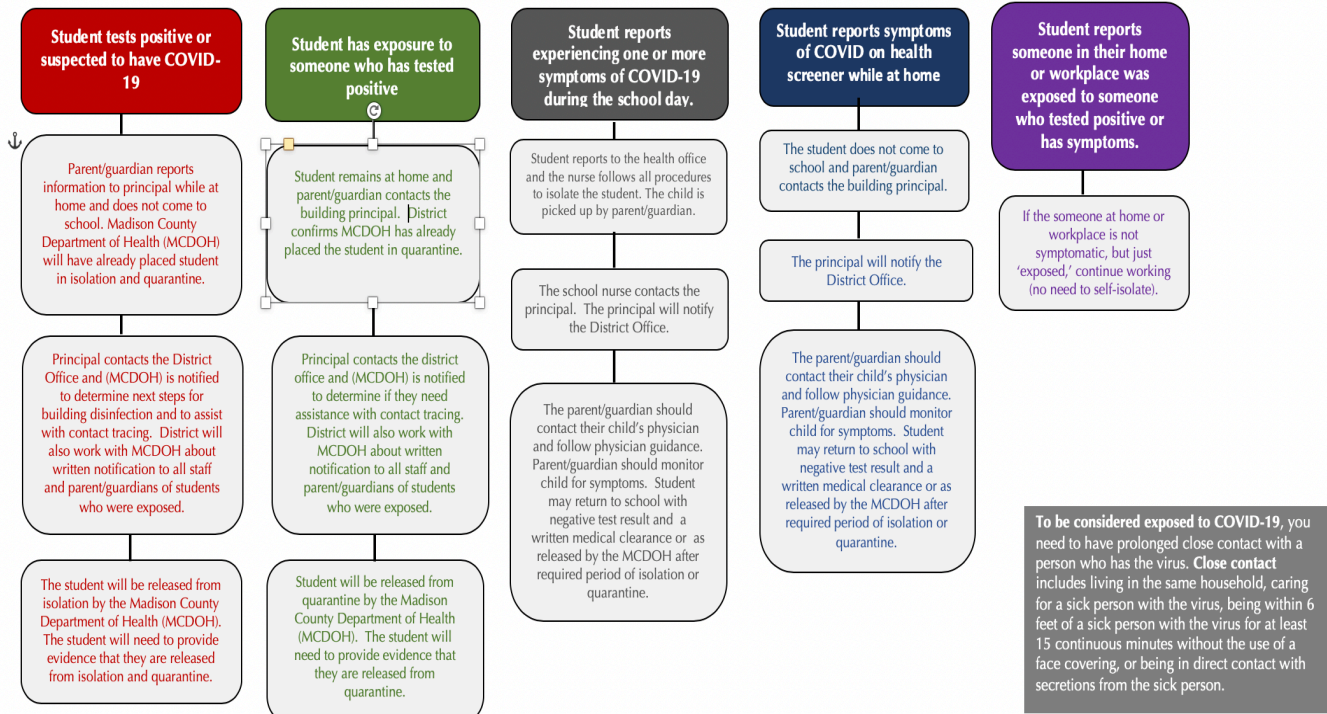 Student tests positive or
suspected to have COVID-
19
Parent/guardian reports
information to principal while at
home and does not come to
school. Madison County
Department of Health (MCDOH)
will have already placed student
in isolation and quarantine.
Principal contacts the District
Office and (MCDOH) is notified
to determine next steps for
building disinfection and to assist
with contact tracing. District will
also work with MCDOH about
written notification to all staff
and parent/guardians of students
who were exposed.
The student will be released from
isolation by the Madison County
Department of Health (MCDOH).
The student will need to provide
evidence that they are released
from isolation and quarantine.
Student has exposure to
someone who has tested
positive
Student remains at home and
parent/guardian contacts the
building principal. District
confirms MCDOH has already
placed the student in quarantine.
Principal contacts the district
office and (MCDOH) is notified
to determine if they need
assistance with contact tracing.
District will also work with
MCDOH about written
notification to all staff and
parent/guardians of students
who were exposed.
Student will be released from
quarantine by the Madison
County Department of Health
(MCDOH). The student will
need to provide evidence that
they are released from
quarantine.
Student reports
experiencing one or more
symptoms of COVID-19
during the school day.
Student reports to the health office
and the nurse follows all procedures
to isolate the student. The child is
picked up by parent/guardian.
The school nurse contacts the
principal. The principal will notify
the District Office.
The parent/guardian should
contact their child's physician
and follow physician guidance.
Parent/guardian should monitor
child for symptoms. Student
may return to school with
negative test result and a
written medical clearance or as
released by the MCDOH after
required period of isolation or
quarantine.
Student reports symptoms
of COVID on health
screener while at home
The student does not come to
school and parent/guardian
contacts the building principal.
The principal will notify the
District Office.
The parent/guardian should
contact their child's physician
and follow physician guidance.
Parent/guardian should monitor
child for symptoms. Student
may return to school with
negative test result and a
written medical clearance or as
released by the MCDOH after
required period of isolation or
quarantine.
Student reports
someone in their home
or workplace was
exposed to someone
who tested positive or
has symptoms.
If the someone at home or
workplace is not
symptomatic, but just
'exposed,' continue working
(no need to self-isolate).
To be considered exposed to COVID-19, you
need to have prolonged close contact with a
person who has the virus. Close contact
includes living in the same household, caring
for a sick person with the virus, being within 6
feet of a sick person with the virus for at least
15 continuous minutes without the use of a
face covering, or being in direct contact with
secretions from the sick person.